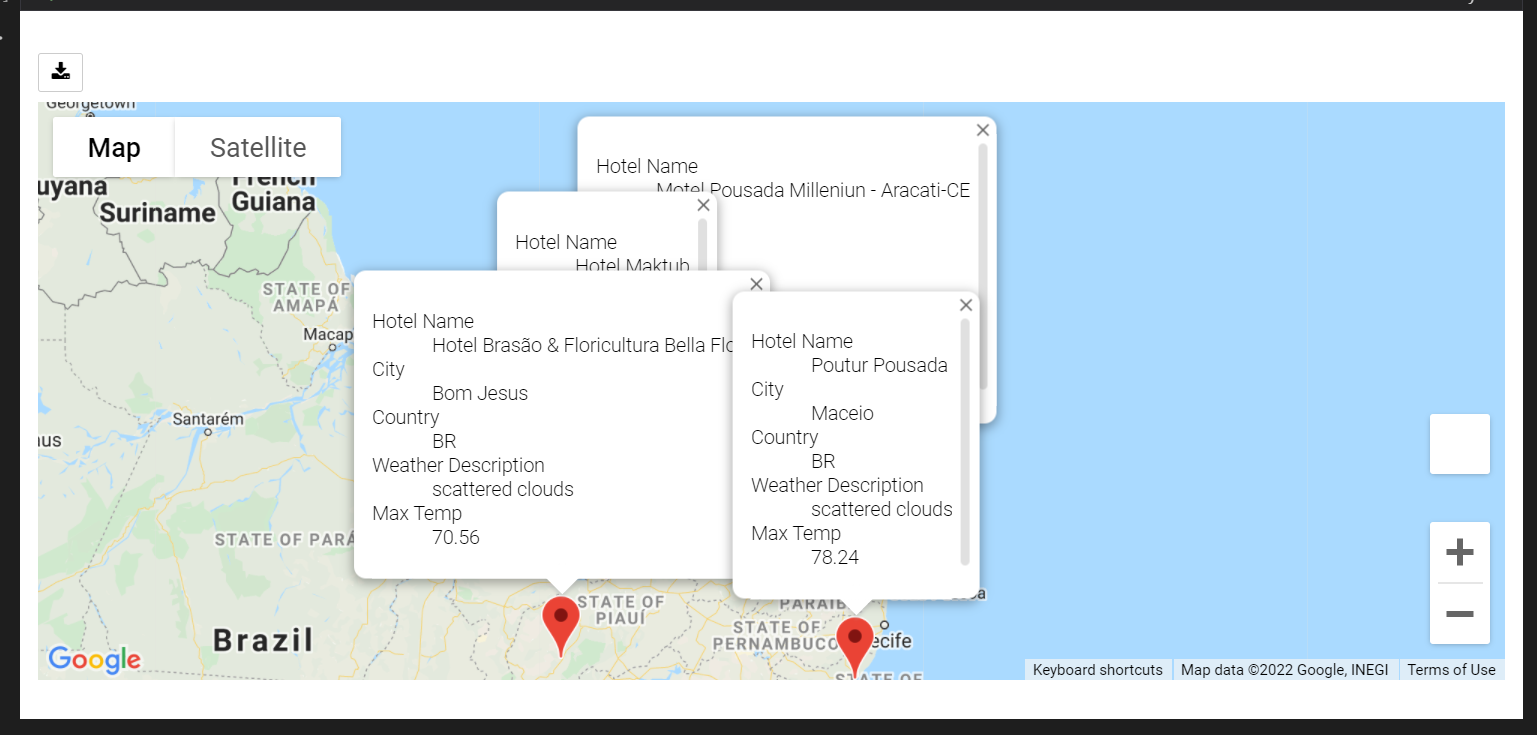 Georgetown
Map
Satellite
uyana
Suriname
French
Guiana
STATE OF
AMAPÁ
Macap
Santarém
us
STATE OF PARÁ
Brazil
Google
Hotel Name
Motel Pousada Milleniun - Aracati-CE
Hotel Name
Hotel Maktub
Hotel Name
Hotel Brasão & Floricultura Bella Flo
City
Bom Jesus
Country
BR
Weather Description
scattered clouds
Max Temp
70.56
Hotel Name
Poutur Pousada
City
Maceio
Country
BR
Weather Description
scattered clouds
Max Temp
78.24
STATE OF
PIAUÍ
PARAÍB
STATE OF
PERNAMBUCO
ecife
STATE OF
Keyboard shortcuts
Map data ©2022 Google, INEGI
Terms of Use